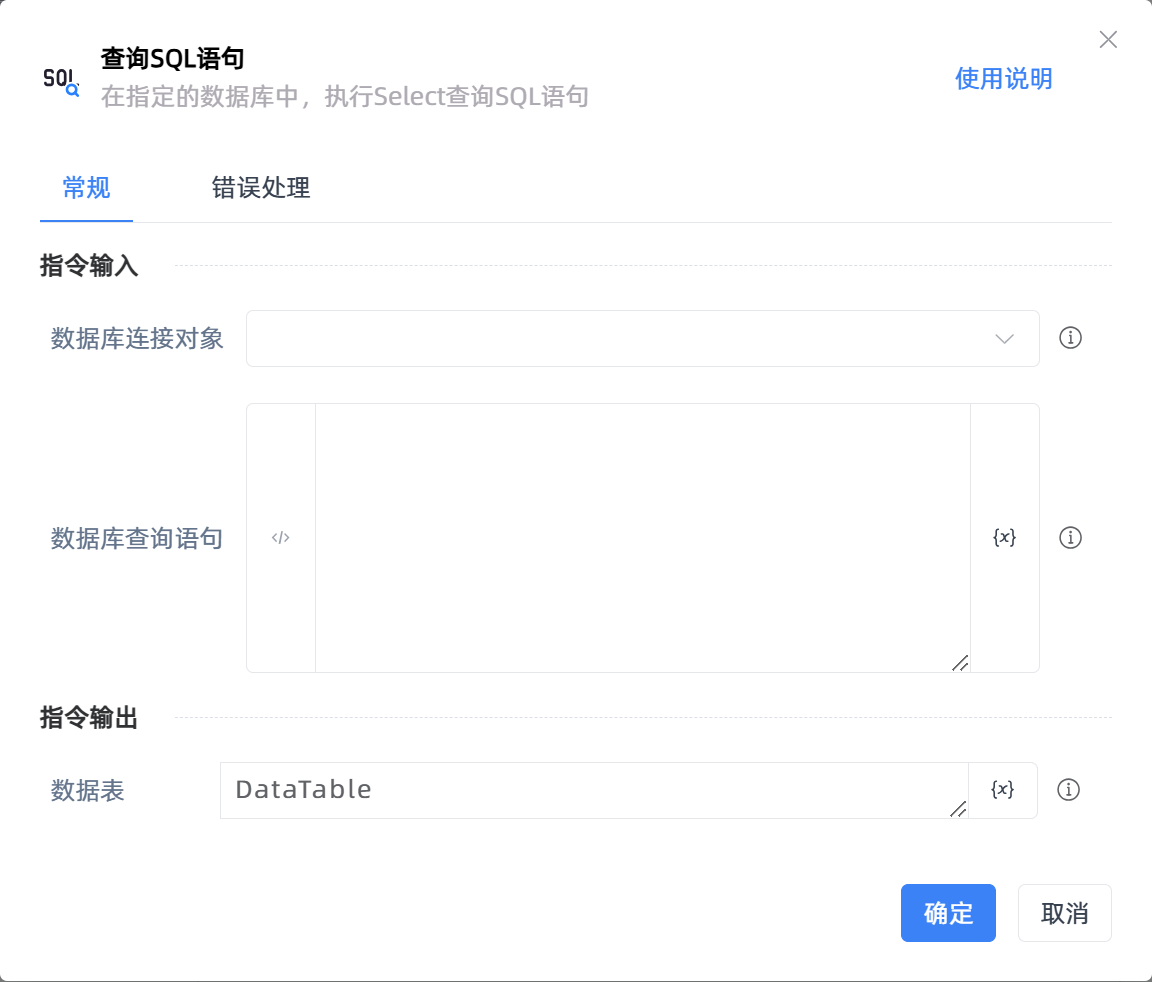 SQL
查询SQL语句
在指定的数据库中，执行Select查询SQL语句
使用说明
常规
错误处理
指令输入
数据库连接对象
数据库查询语句
</>
{x}
指令输出
数据表
DataTable
{x}
确定
取消